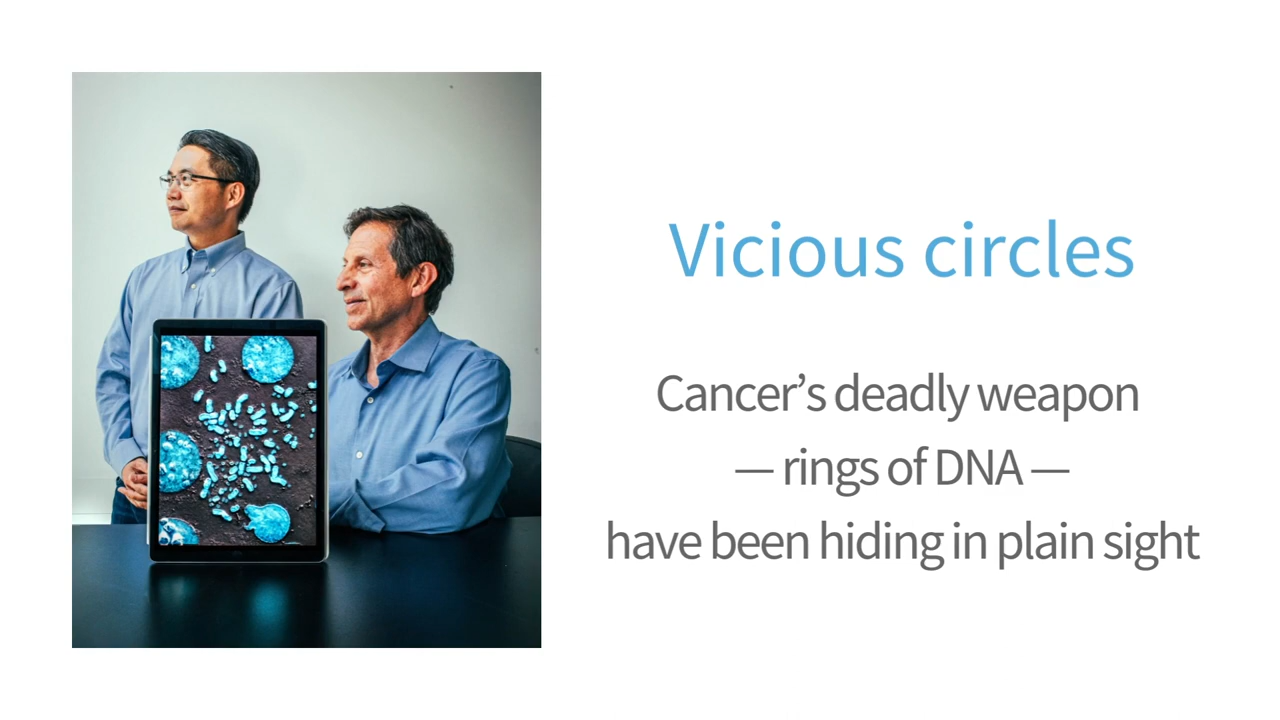 Vicious circles
Cancer’s deadly weapon
— rings of DNA —
have been hiding in plain sight